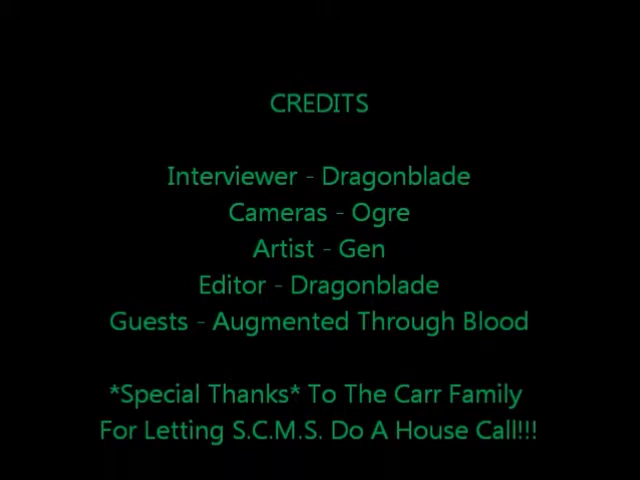 CREDITS
Interviewer - Dragonblade
Cameras - Ogre
Artist - Gen
Editor - Dragonblade
Guests - Augmented Through Blood
*Special Thanks* To The Carr Family
For Letting S.C.M.S. Do A House Call!!!